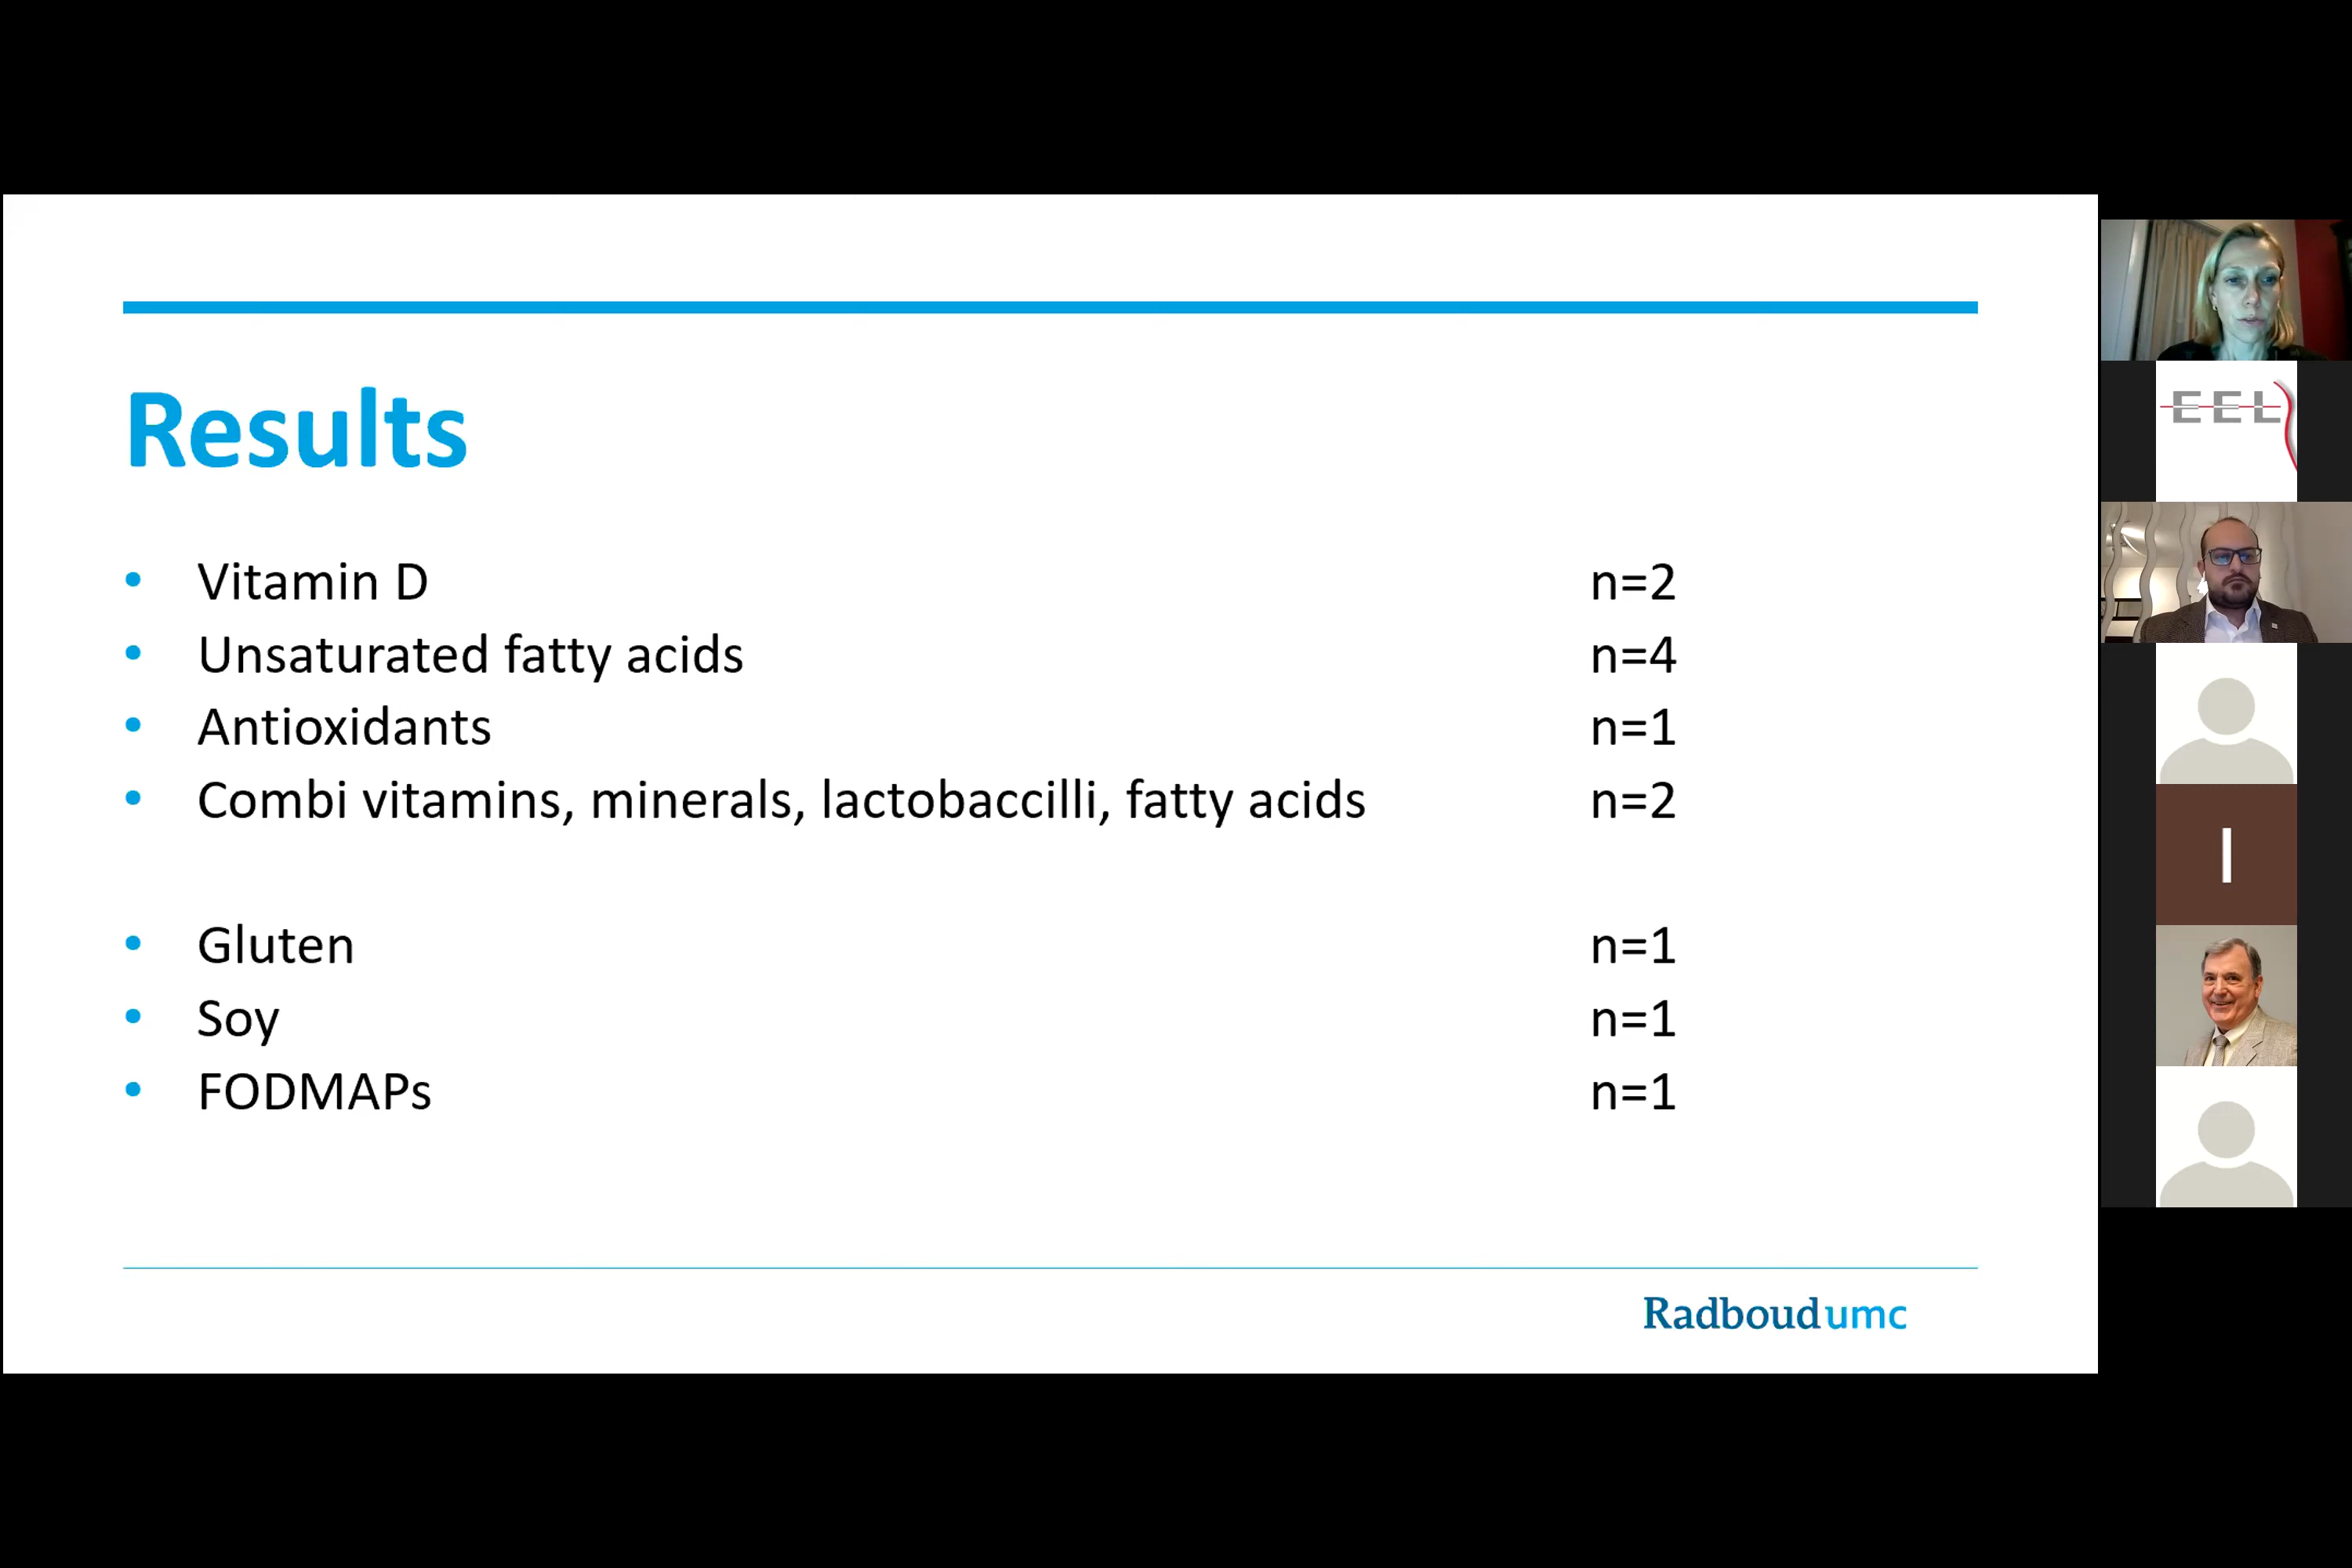 Results
• Vitamin D n=2
• Unsaturated fatty acids n=4
• Antioxidants n=1
• Combi vitamins, minerals, lactobaccilli, fatty acids n=2
• Gluten n=1
• Soy n=1
• FODMAPs n=1
Radboudumc
EEL
I